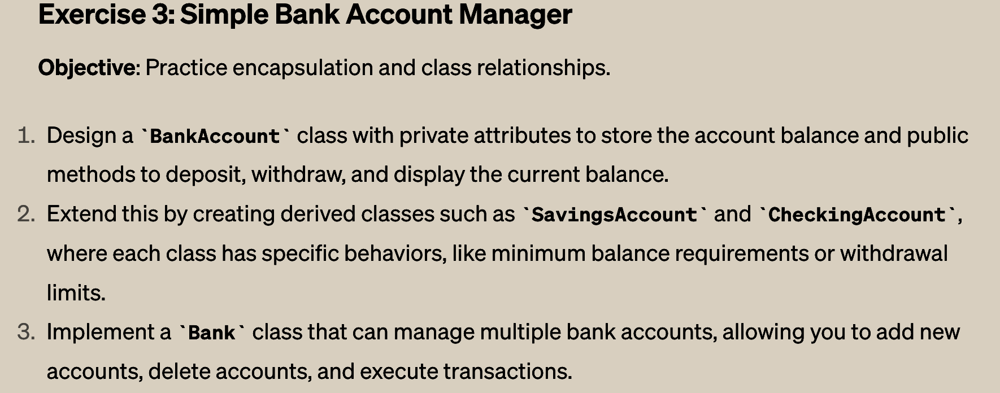 Exercise 3: Simple Bank Account Manager
Objective: Practice encapsulation and class relationships.
1. Design a `BankAccount` class with private attributes to store the account balance and public
methods to deposit, withdraw, and display the current balance.
2. Extend this by creating derived classes such as `SavingsAccount` and `CheckingAccount`,
where each class has specific behaviors, like minimum balance requirements or withdrawal
limits.
3. Implement a `Bank` class that can manage multiple bank accounts, allowing you to add new
accounts, delete accounts, and execute transactions.